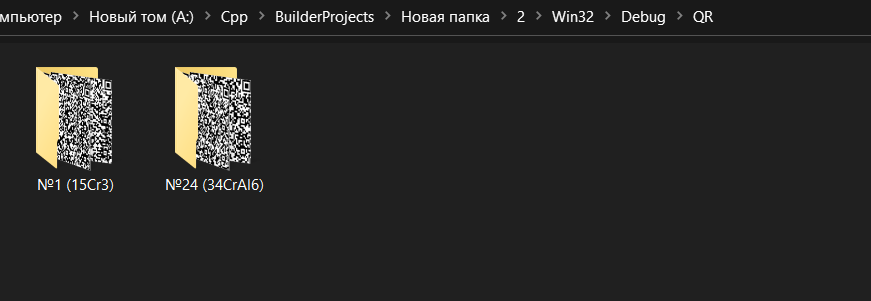 мпьютер > Новый том (A:) > Cpp > BuilderProjects > Новая папка > 2 > Win32 > Debug > QR
№1 (15Cr3) №24 (34CrAl6)